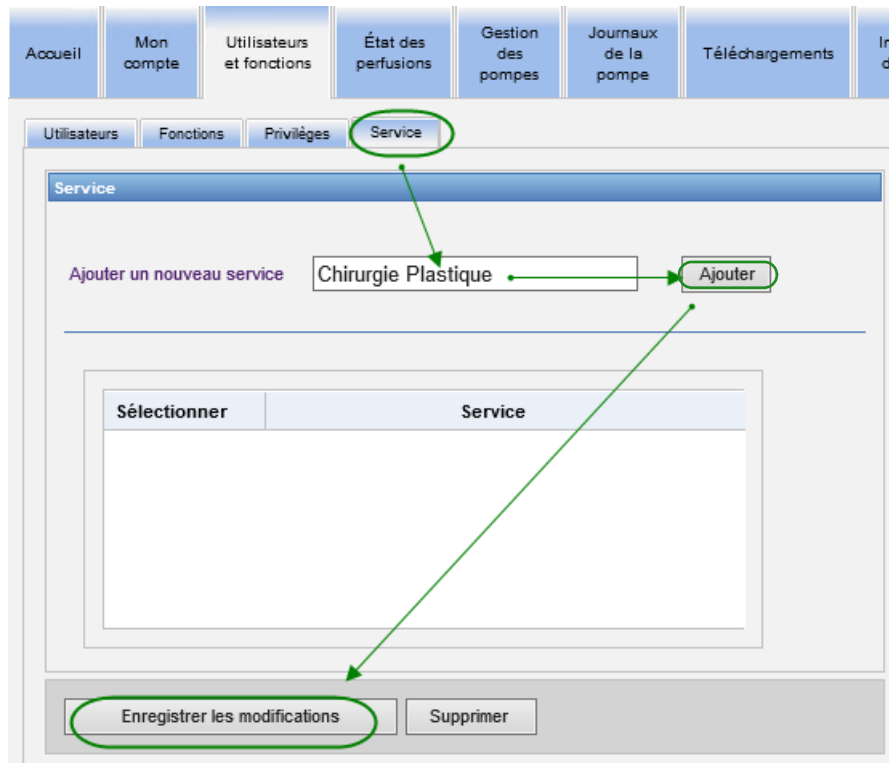 Accueil
Mon
compte
Utilisateurs
et fonctions
État des
perfusions
Gestion
des
pompes
Journaux
de la
pompe
Téléchargements
Utilisateurs
Fonctions
Privilèges
Service
Service
Ajouter un nouveau service
Chirurgie Plastique
Ajouter
Sélectionner
Service
Enregistrer les modifications
Supprimer